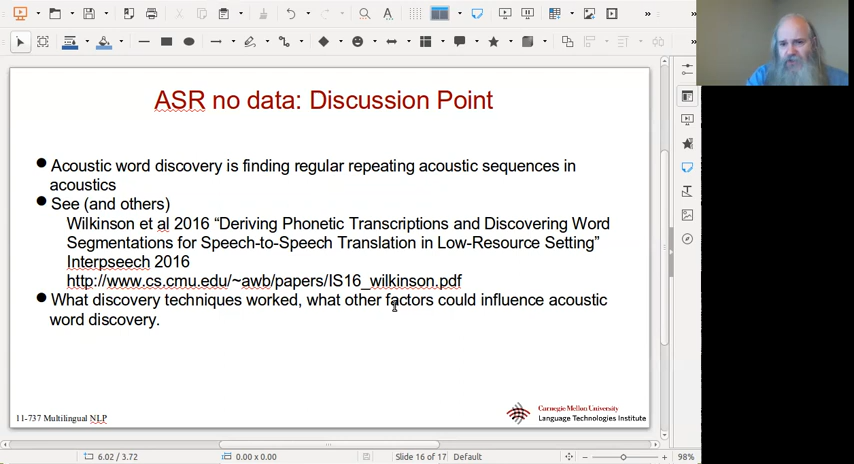 ASR no data: Discussion Point
Acoustic word discovery is finding regular repeating acoustic sequences in
acoustics
See (and others)
Wilkinson et al 2016 “Deriving Phonetic Transcriptions and Discovering Word
Segmentations for Speech-to-Speech Translation in Low-Resource Setting”
Interpseech 2016
http://www.cs.cmu.edu/~awb/papers/IS16_wilkinson.pdf
What discovery techniques worked, what other factors could influence acoustic
word discovery.
11-737 Multilingual NLP
Carnegie Mellon University
Language Technologies Institute
6.02 / 3.72
0.00 x 0.00
Slide 16 of 17
Default
98%